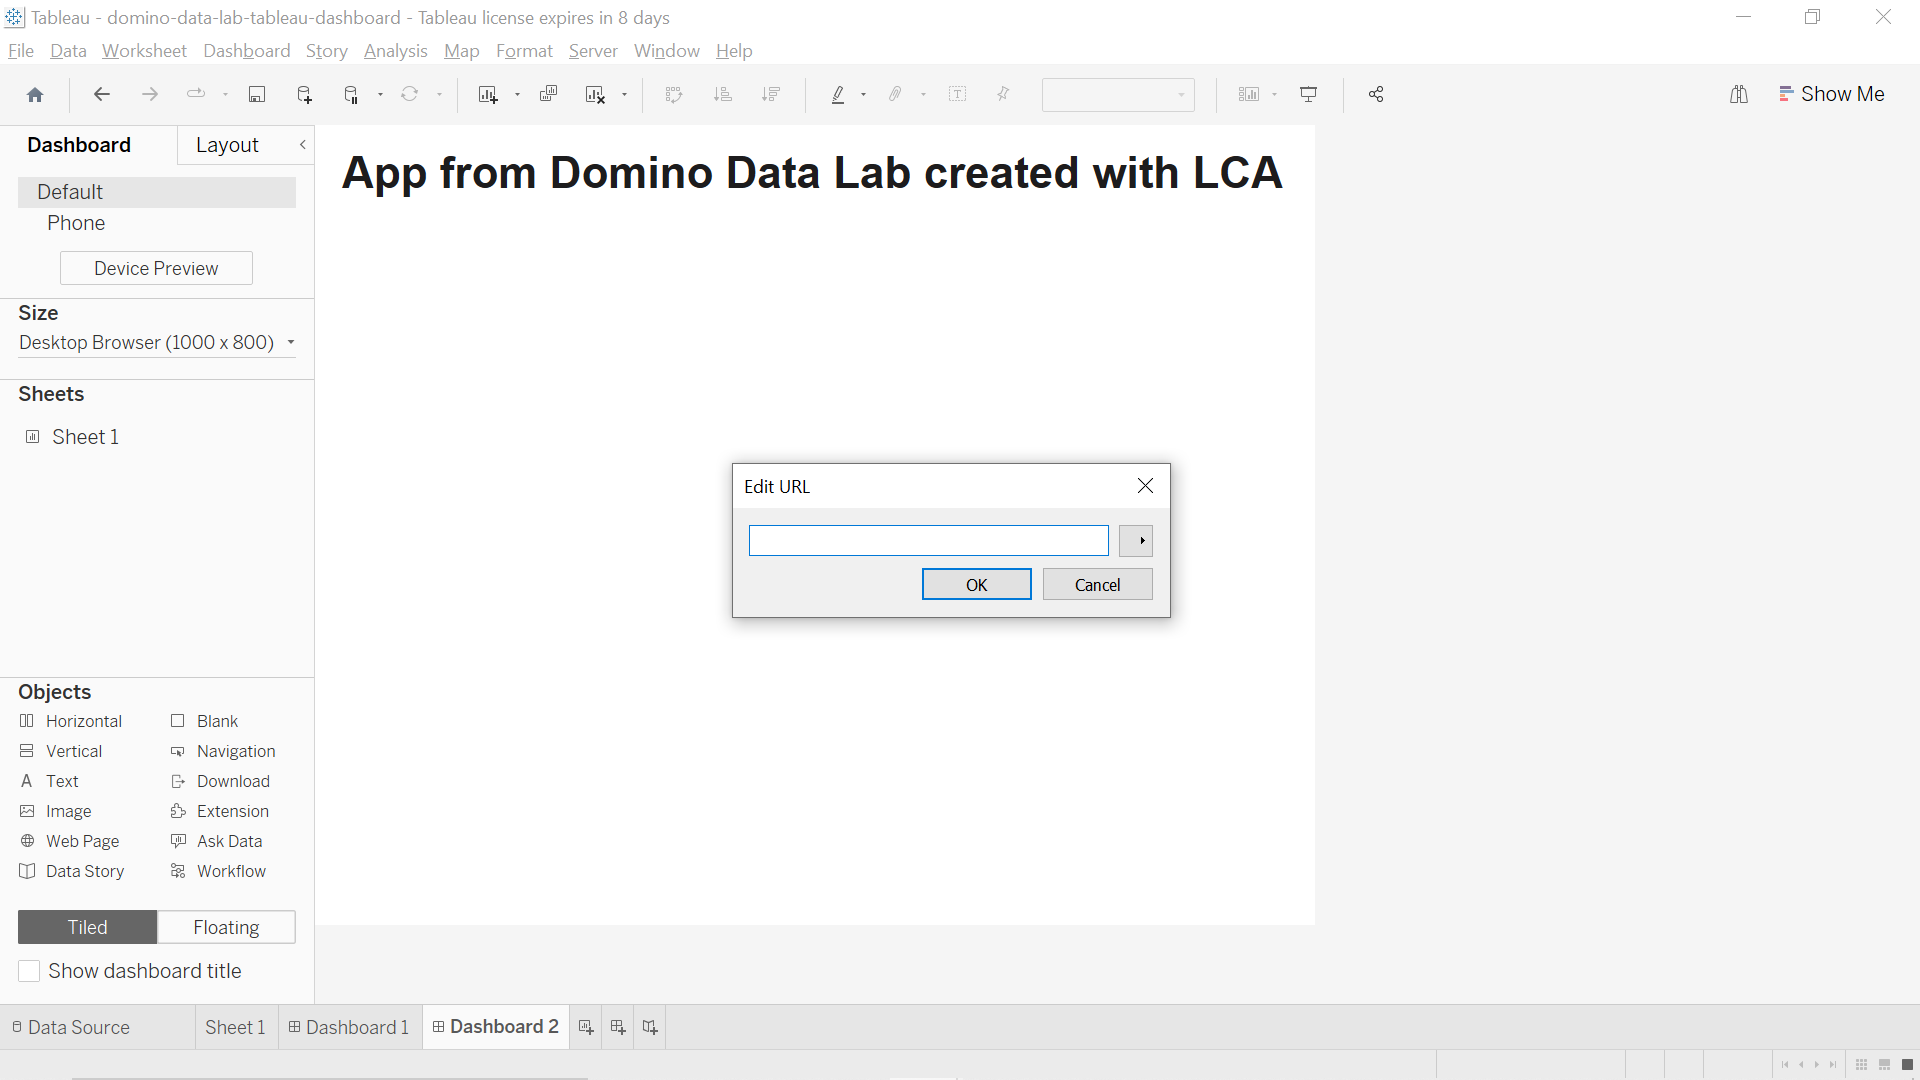 Tableau - domino-data-lab-tableau-dashboard - Tableau license expires in 8 days
File Data Worksheet Dashboard Story Analysis Map Format Server Window Help
Show Me
Dashboard Layout
Default
Phone
Device Preview
Size
Desktop Browser (1000 x 800)
Sheets
Sheet 1
App from Domino Data Lab created with LCA
Edit URL
OK Cancel
Objects
Horizontal Blank
Vertical Navigation
A Text Download
Image Extension
Web Page Ask Data
Data Story Workflow
Tiled Floating
Show dashboard title
Data Source Sheet 1 Dashboard 1 Dashboard 2